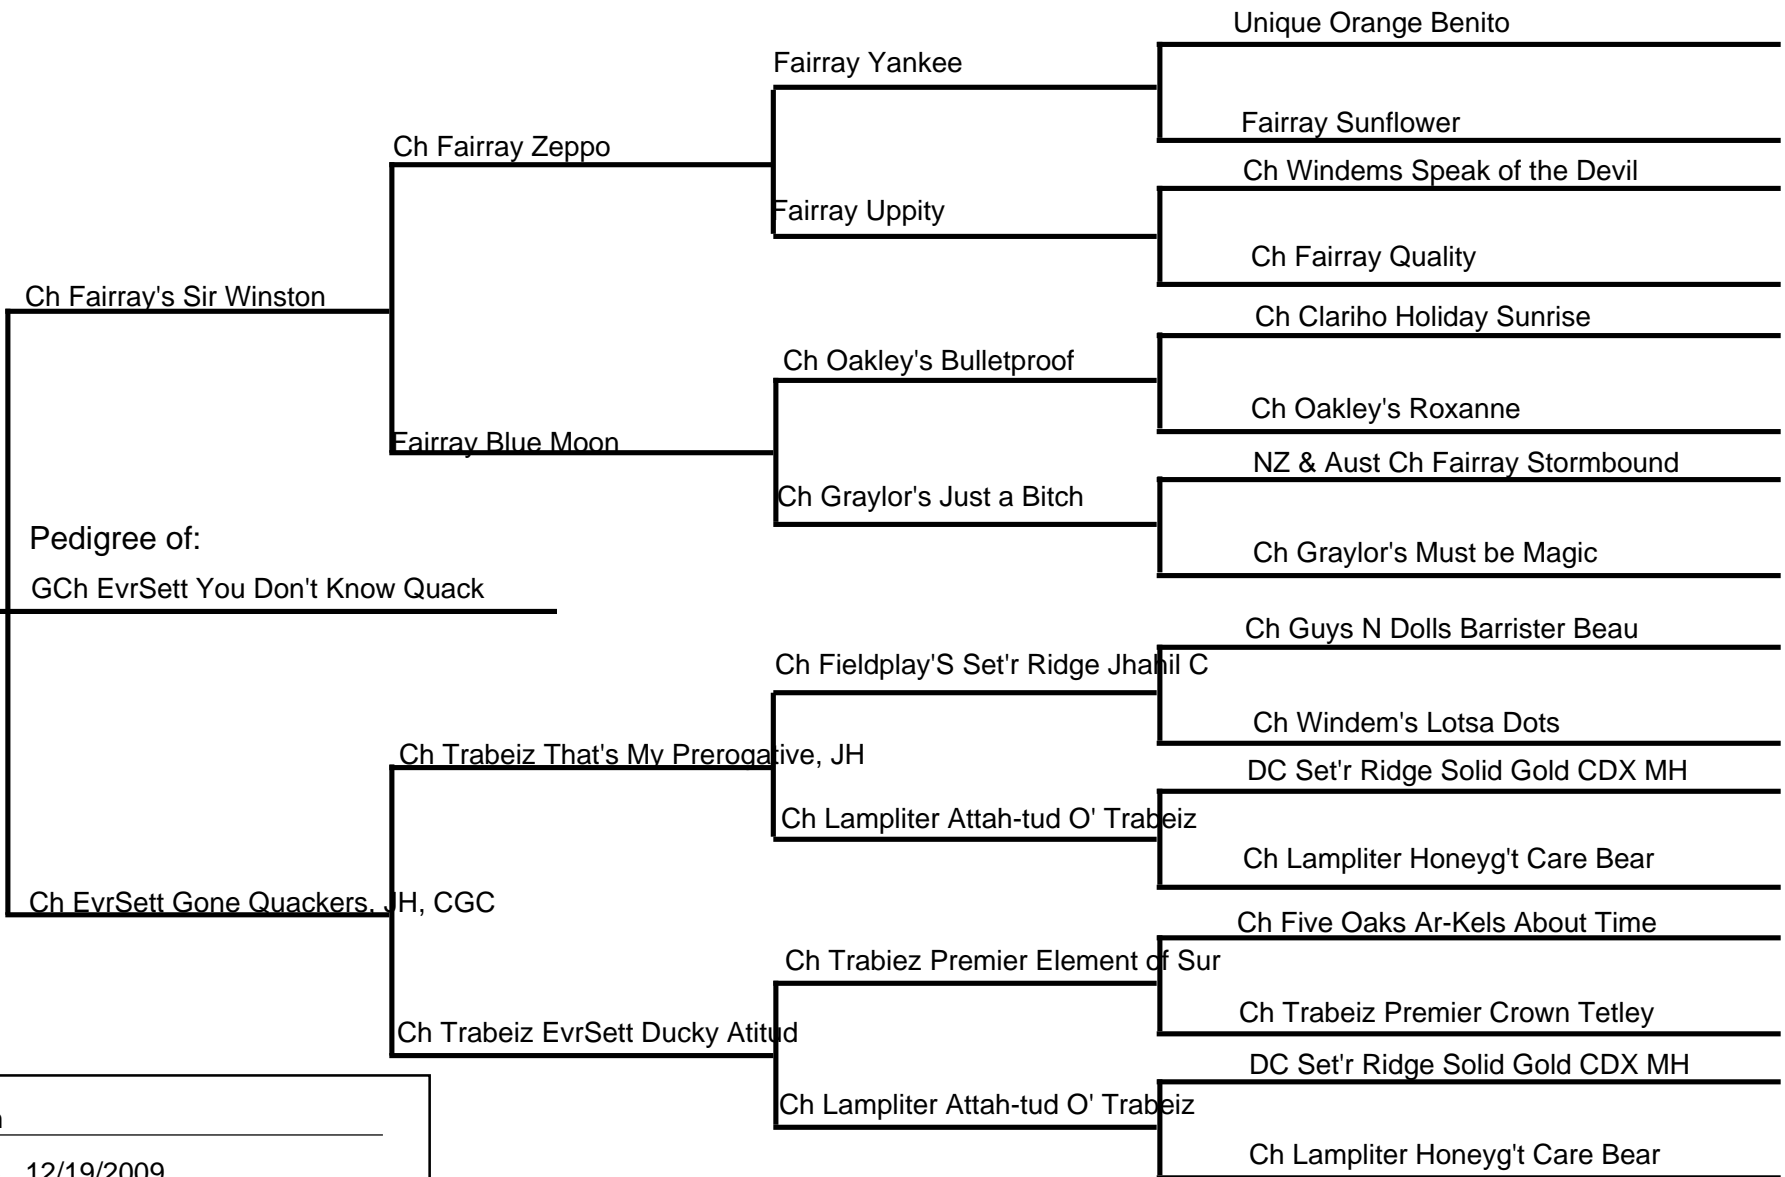 Unique Orange Benito
Fairray Yankee
Fairray Sunflower
Ch Fairray Zeppo
Ch Windems Speak of the Devil
Fairray Uppity
Ch Fairray Quality
Ch Fairray's Sir Winston
Ch Clariho Holiday Sunrise
Ch Oakley's Bulletproof
Ch Oakley's Roxanne
Fairray Blue Moon
NZ & Aust Ch Fairray Stormbound
Ch Graylor's Just a Bitch
Ch Graylor's Must be Magic
Pedigree of:
GCh EvrSett You Don't Know Quack
Ch Guys N Dolls Barrister Beau
Ch Fieldplay'S Set'r Ridge Jhahil C
Ch Windem's Lotsa Dots
Ch Trabeiz That's My Prerogative, JH
DC Set'r Ridge Solid Gold CDX MH
Ch Lampliter Attah-tud O' Trabeiz
Ch Lampliter Honeyg't Care Bear
Ch EvrSett Gone Quackers, JH, CGC
Ch Five Oaks Ar-Kels About Time
Ch Trabiez Premier Element of Sur
Ch Trabeiz Premier Crown Tetley
Ch Trabeiz EvrSett Ducky Atitud
DC Set'r Ridge Solid Gold CDX MH
Ch Lampliter Attah-tud O' Trabeiz
Ch Lampliter Honeyg't Care Bear
12/19/2009